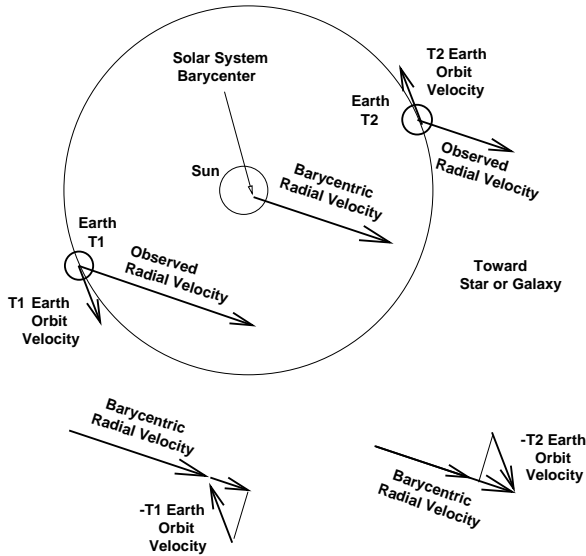 Solar System
Barycenter
T2 Earth
Orbit
Velocity
Earth
T2
Observed
Radial Velocity
Sun
Barycentric
Radial Velocity
Earth
T1
Observed
Radial Velocity
Toward
Star or Galaxy
T1 Earth
Orbit
Velocity
Barycentric
Radial Velocity
-T1 Earth
Orbit
Velocity
-T2 Earth
Orbit
Velocity
Barycentric
Radial Velocity